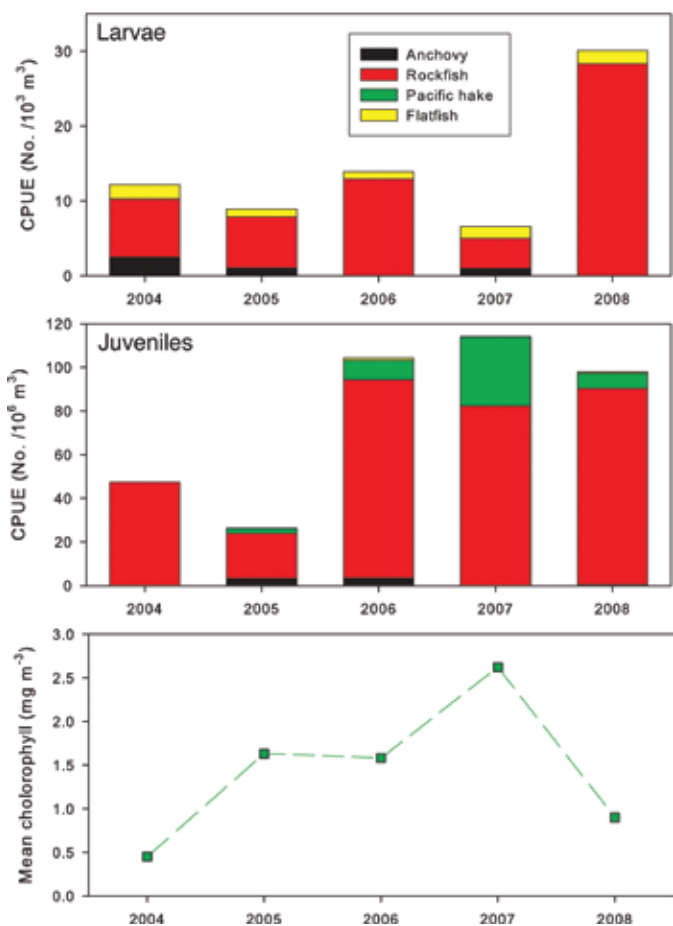 Larvae
Anchovy
Rockfish
Pacific hake
Flatfish
CPUE (No. /10³ m³)
30
20
10
0
2004 2005 2006 2007 2008
Juveniles
CPUE (No. /10⁶ m³)
120
100
80
60
40
20
0
2004 2005 2006 2007 2008
Mean cholorophyll (mg m⁻³)
3.0
2.5
2.0
1.5
1.0
0.5
0.0
2004 2005 2006 2007 2008